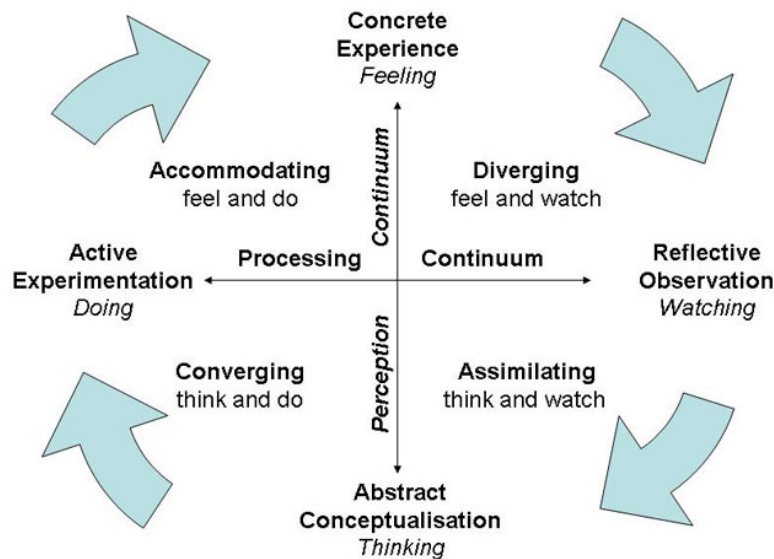 Concrete
Experience
Feeling
Accommodating
feel and do
Continuum
Diverging
feel and watch
Active
Experimentation
Doing
Processing
Continuum
Reflective
Observation
Watching
Converging
think and do
Perception
Assimilating
think and watch
Abstract
Conceptualisation
Thinking